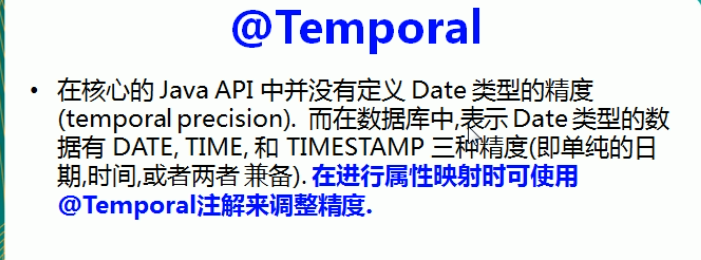 @Temporal
• 在核心的 Java API 中并没有定义 Date 类型的精度
(temporal precision). 而在数据库中,表示 Date 类型的数
据有 DATE, TIME, 和 TIMESTAMP 三种精度(即单纯的日
期,时间,或者两者 兼备). 在进行属性映射时可使用
@Temporal注解来调整精度.